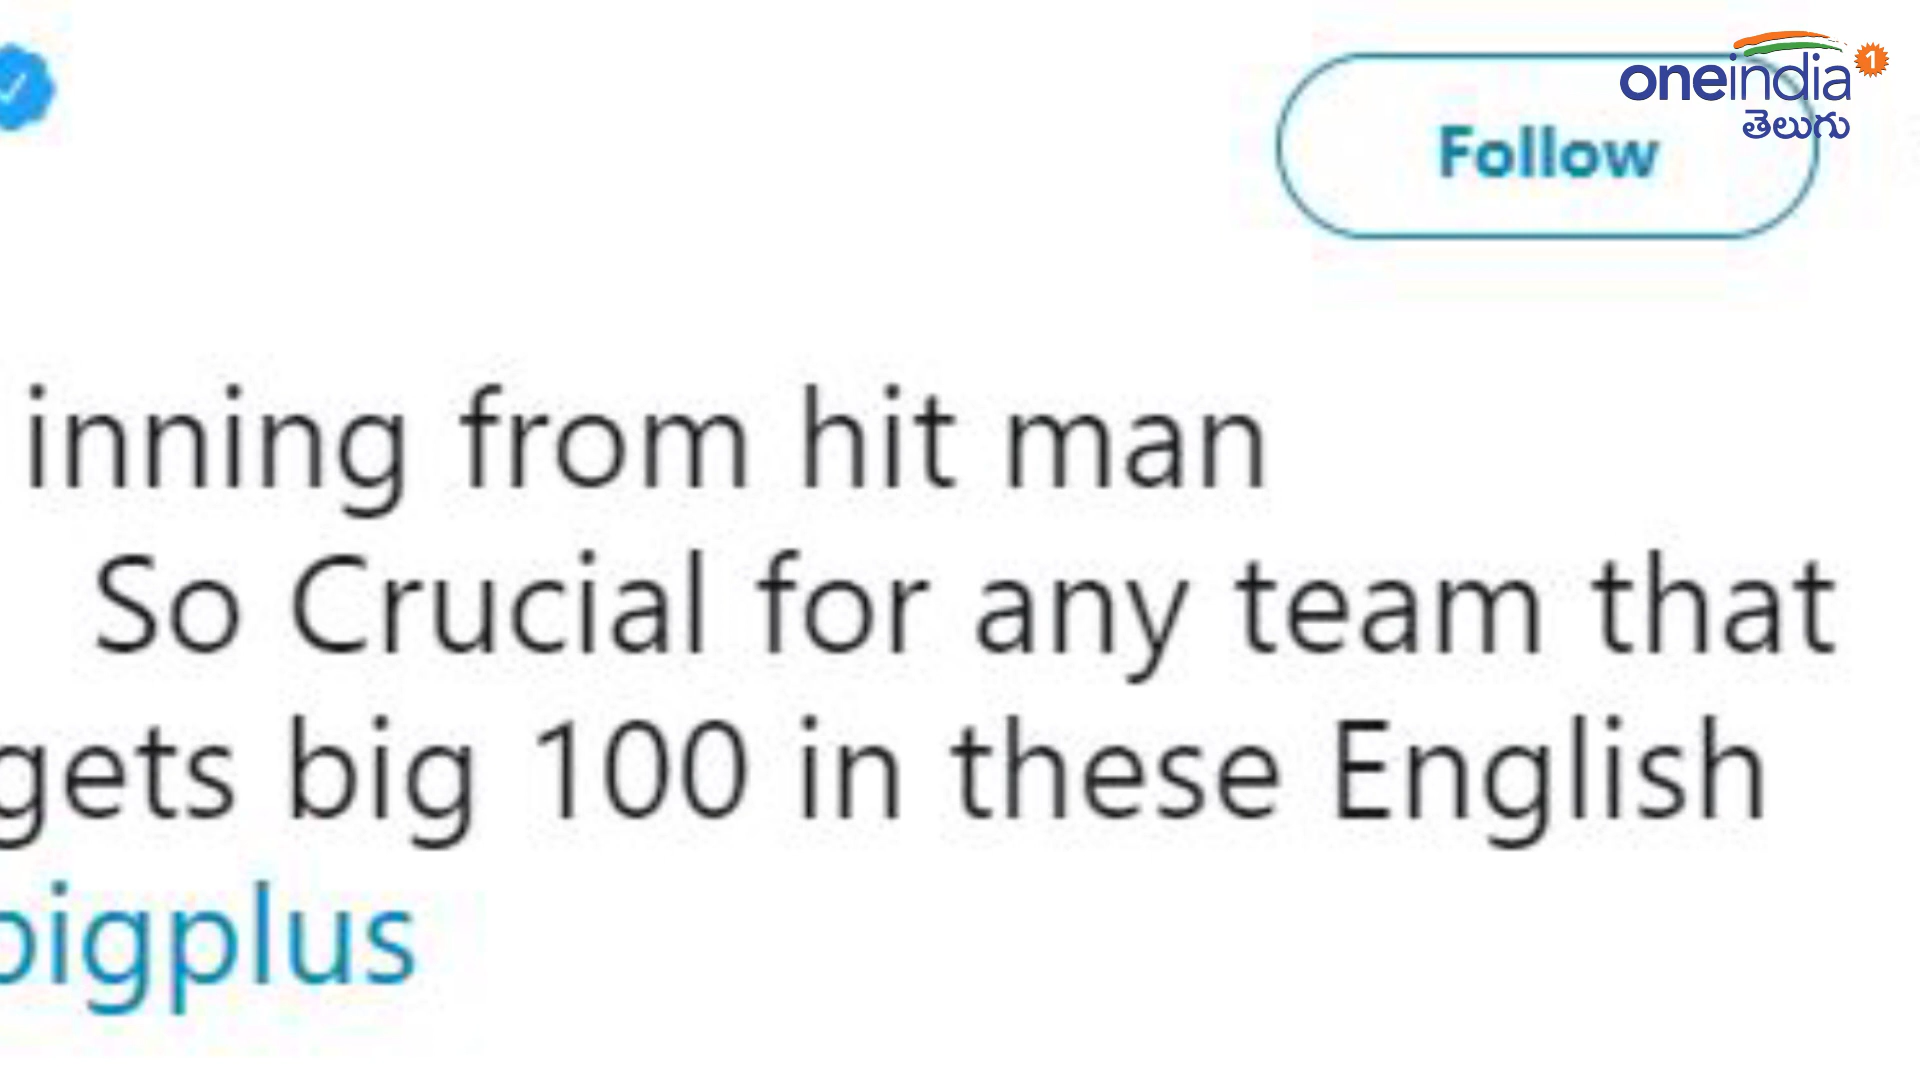 oneindia 1
తెలుగు
Follow
inning from hit man
So Crucial for any team that
gets big 100 in these English
bigplus